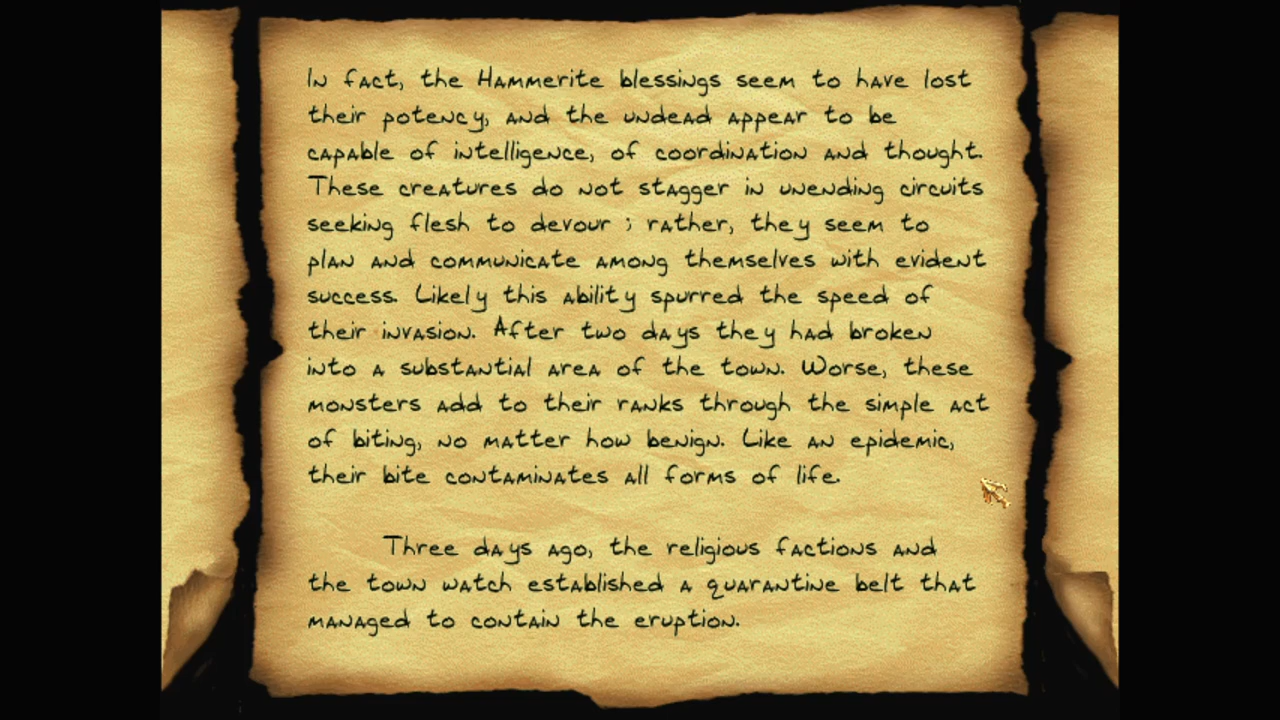 In fact, the Hammerite blessings seem to have lost
their potency, and the undead appear to be
capable of intelligence, of coordination and thought.
These creatures do not stagger in unending circuits
seeking flesh to devour ; rather, they seem to
plan and communicate among themselves with evident
success. Likely this ability spurred the speed of
their invasion. After two days they had broken
into a substantial area of the town. Worse, these
monsters add to their ranks through the simple act
of biting, no matter how benign. Like an epidemic,
their bite contaminates all forms of life.
Three days ago, the religious factions and
the town watch established a quarantine belt that
managed to contain the eruption.